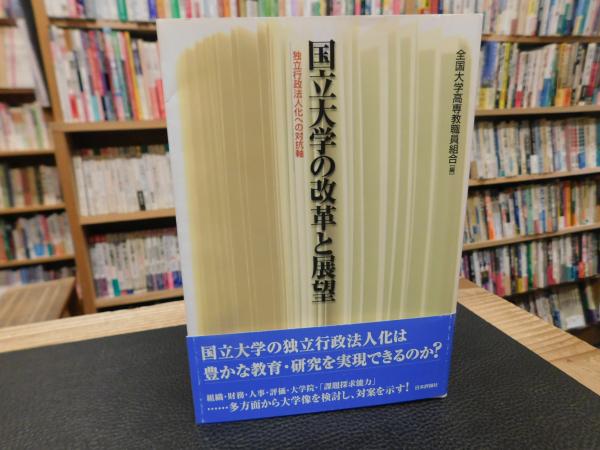 全国大学高専教職員組合[編]
国立大学の改革と展望
独立行政法人化への対抗軸
国立大学の独立行政法人化は
豊かな教育・研究を実現できるのか?
組織・財務・人事・評価・大学院・「課題探求能力」
……多方面から大学像を検討し、対案を示す!
日本評論社